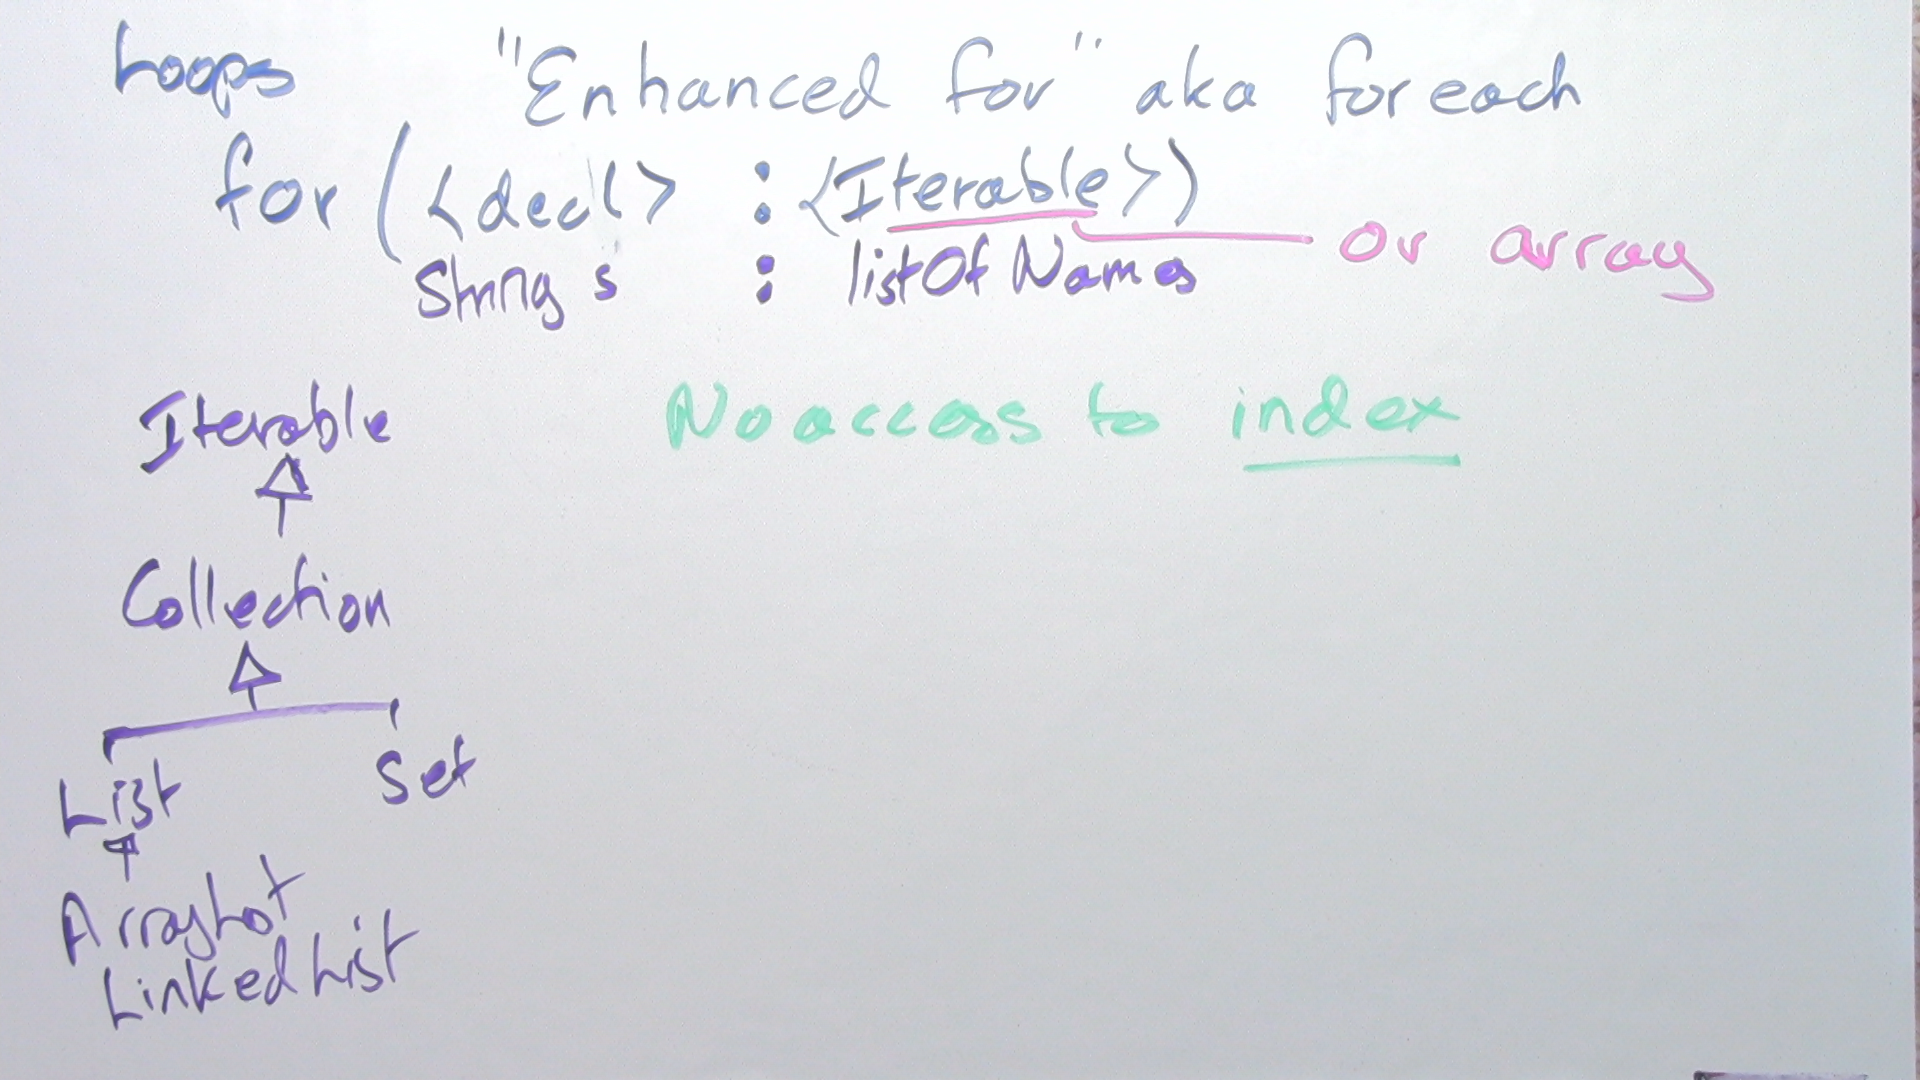 Loops "Enhanced for" aka foreach
for (<decl> : <Iterable>)
or array
String s : listOfNames
Iterable
No access to index
Collection
List Set
ArrayList
LinkedList